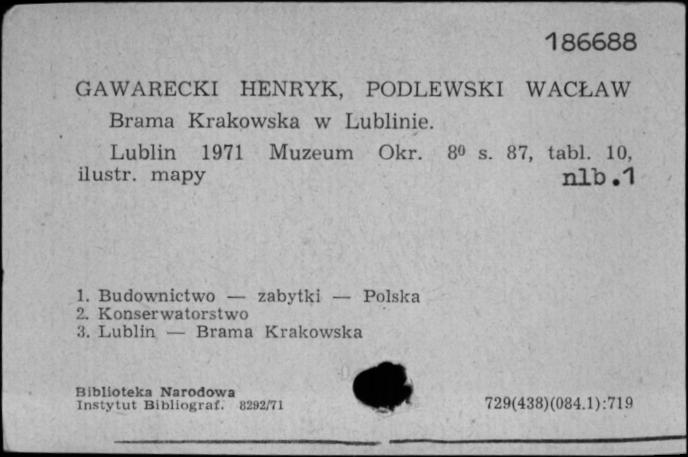 186688
GAWARECKI HENRYK, PODLEWSKI WACŁAW
Brama Krakowska w Lublinie.
Lublin 1971 Muzeum Okr. 8⁰ s. 87, tabl. 10,
ilustr. mapy nlb.1
1. Budownictwo — zabytki — Polska
2. Konserwatorstwo
3. Lublin — Brama Krakowska
Biblioteka Narodowa
Instytut Bibliograf. 8292/71 729(438)(084.1):719